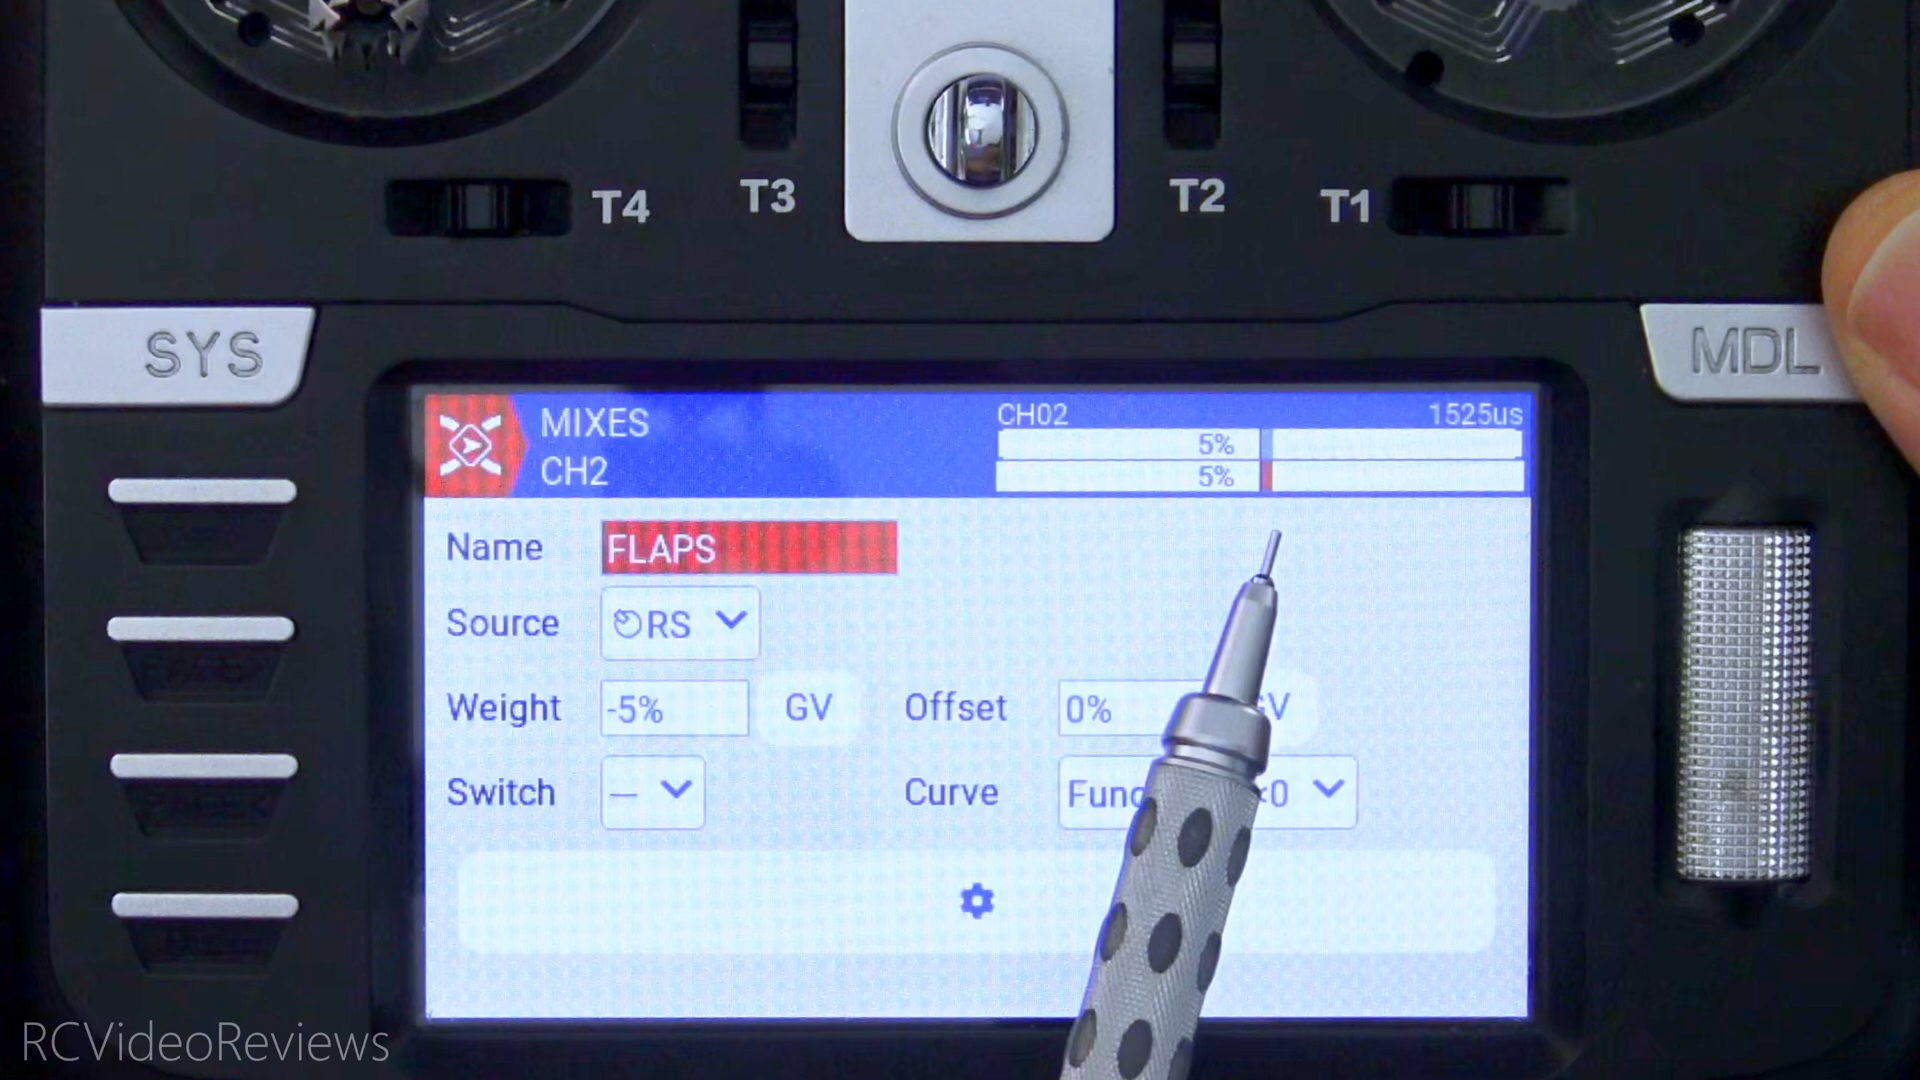 T4
T3
T2
T1
SYS
MDL
MIXES
CH2
CH02
1525us
5%
5%
Name
FLAPS
Source
RS
Weight
-5%
GV
Offset
0%
Switch
—
Curve
RCVideoReviews